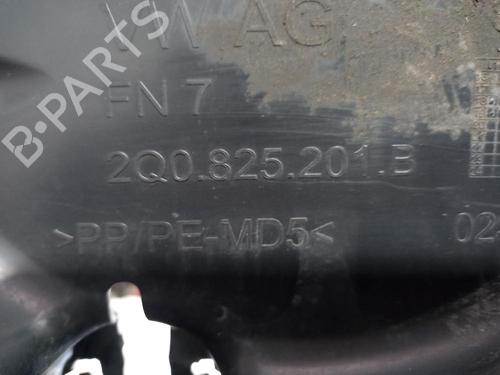 VW AG
FN 7
2Q0.825.201.B
>PP/PE-MD5<
02
B-PARTS